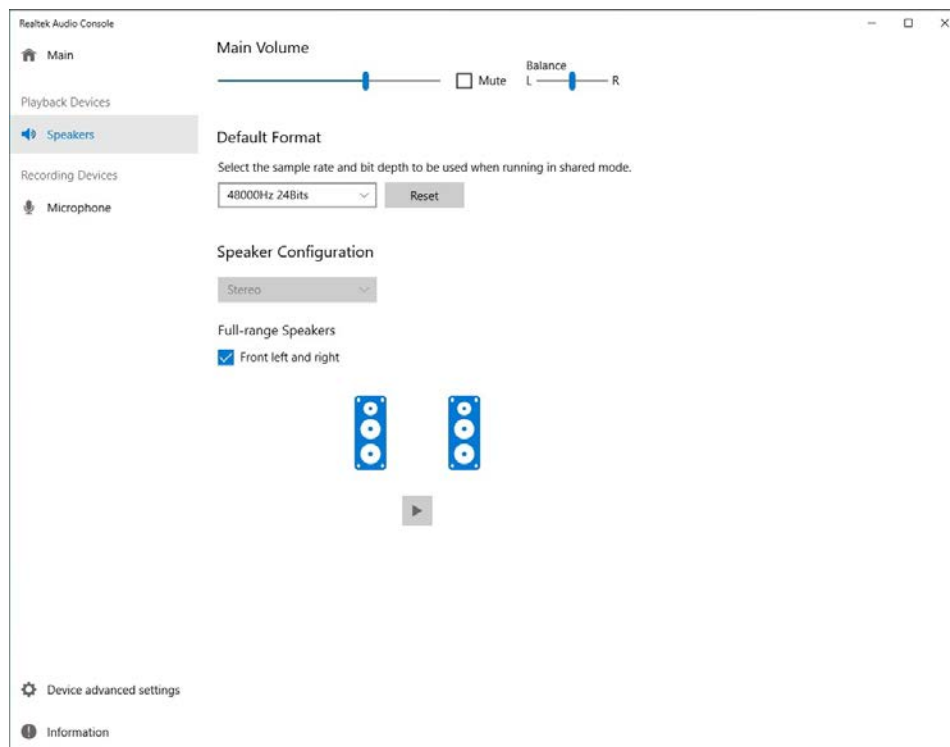 Realtek Audio Console
Main
Playback Devices
Speakers
Recording Devices
Microphone
Device advanced settings
Information
Main Volume
Mute
Balance
L R
Default Format
Select the sample rate and bit depth to be used when running in shared mode.
48000Hz 24Bits
Reset
Speaker Configuration
Stereo
Full-range Speakers
Front left and right